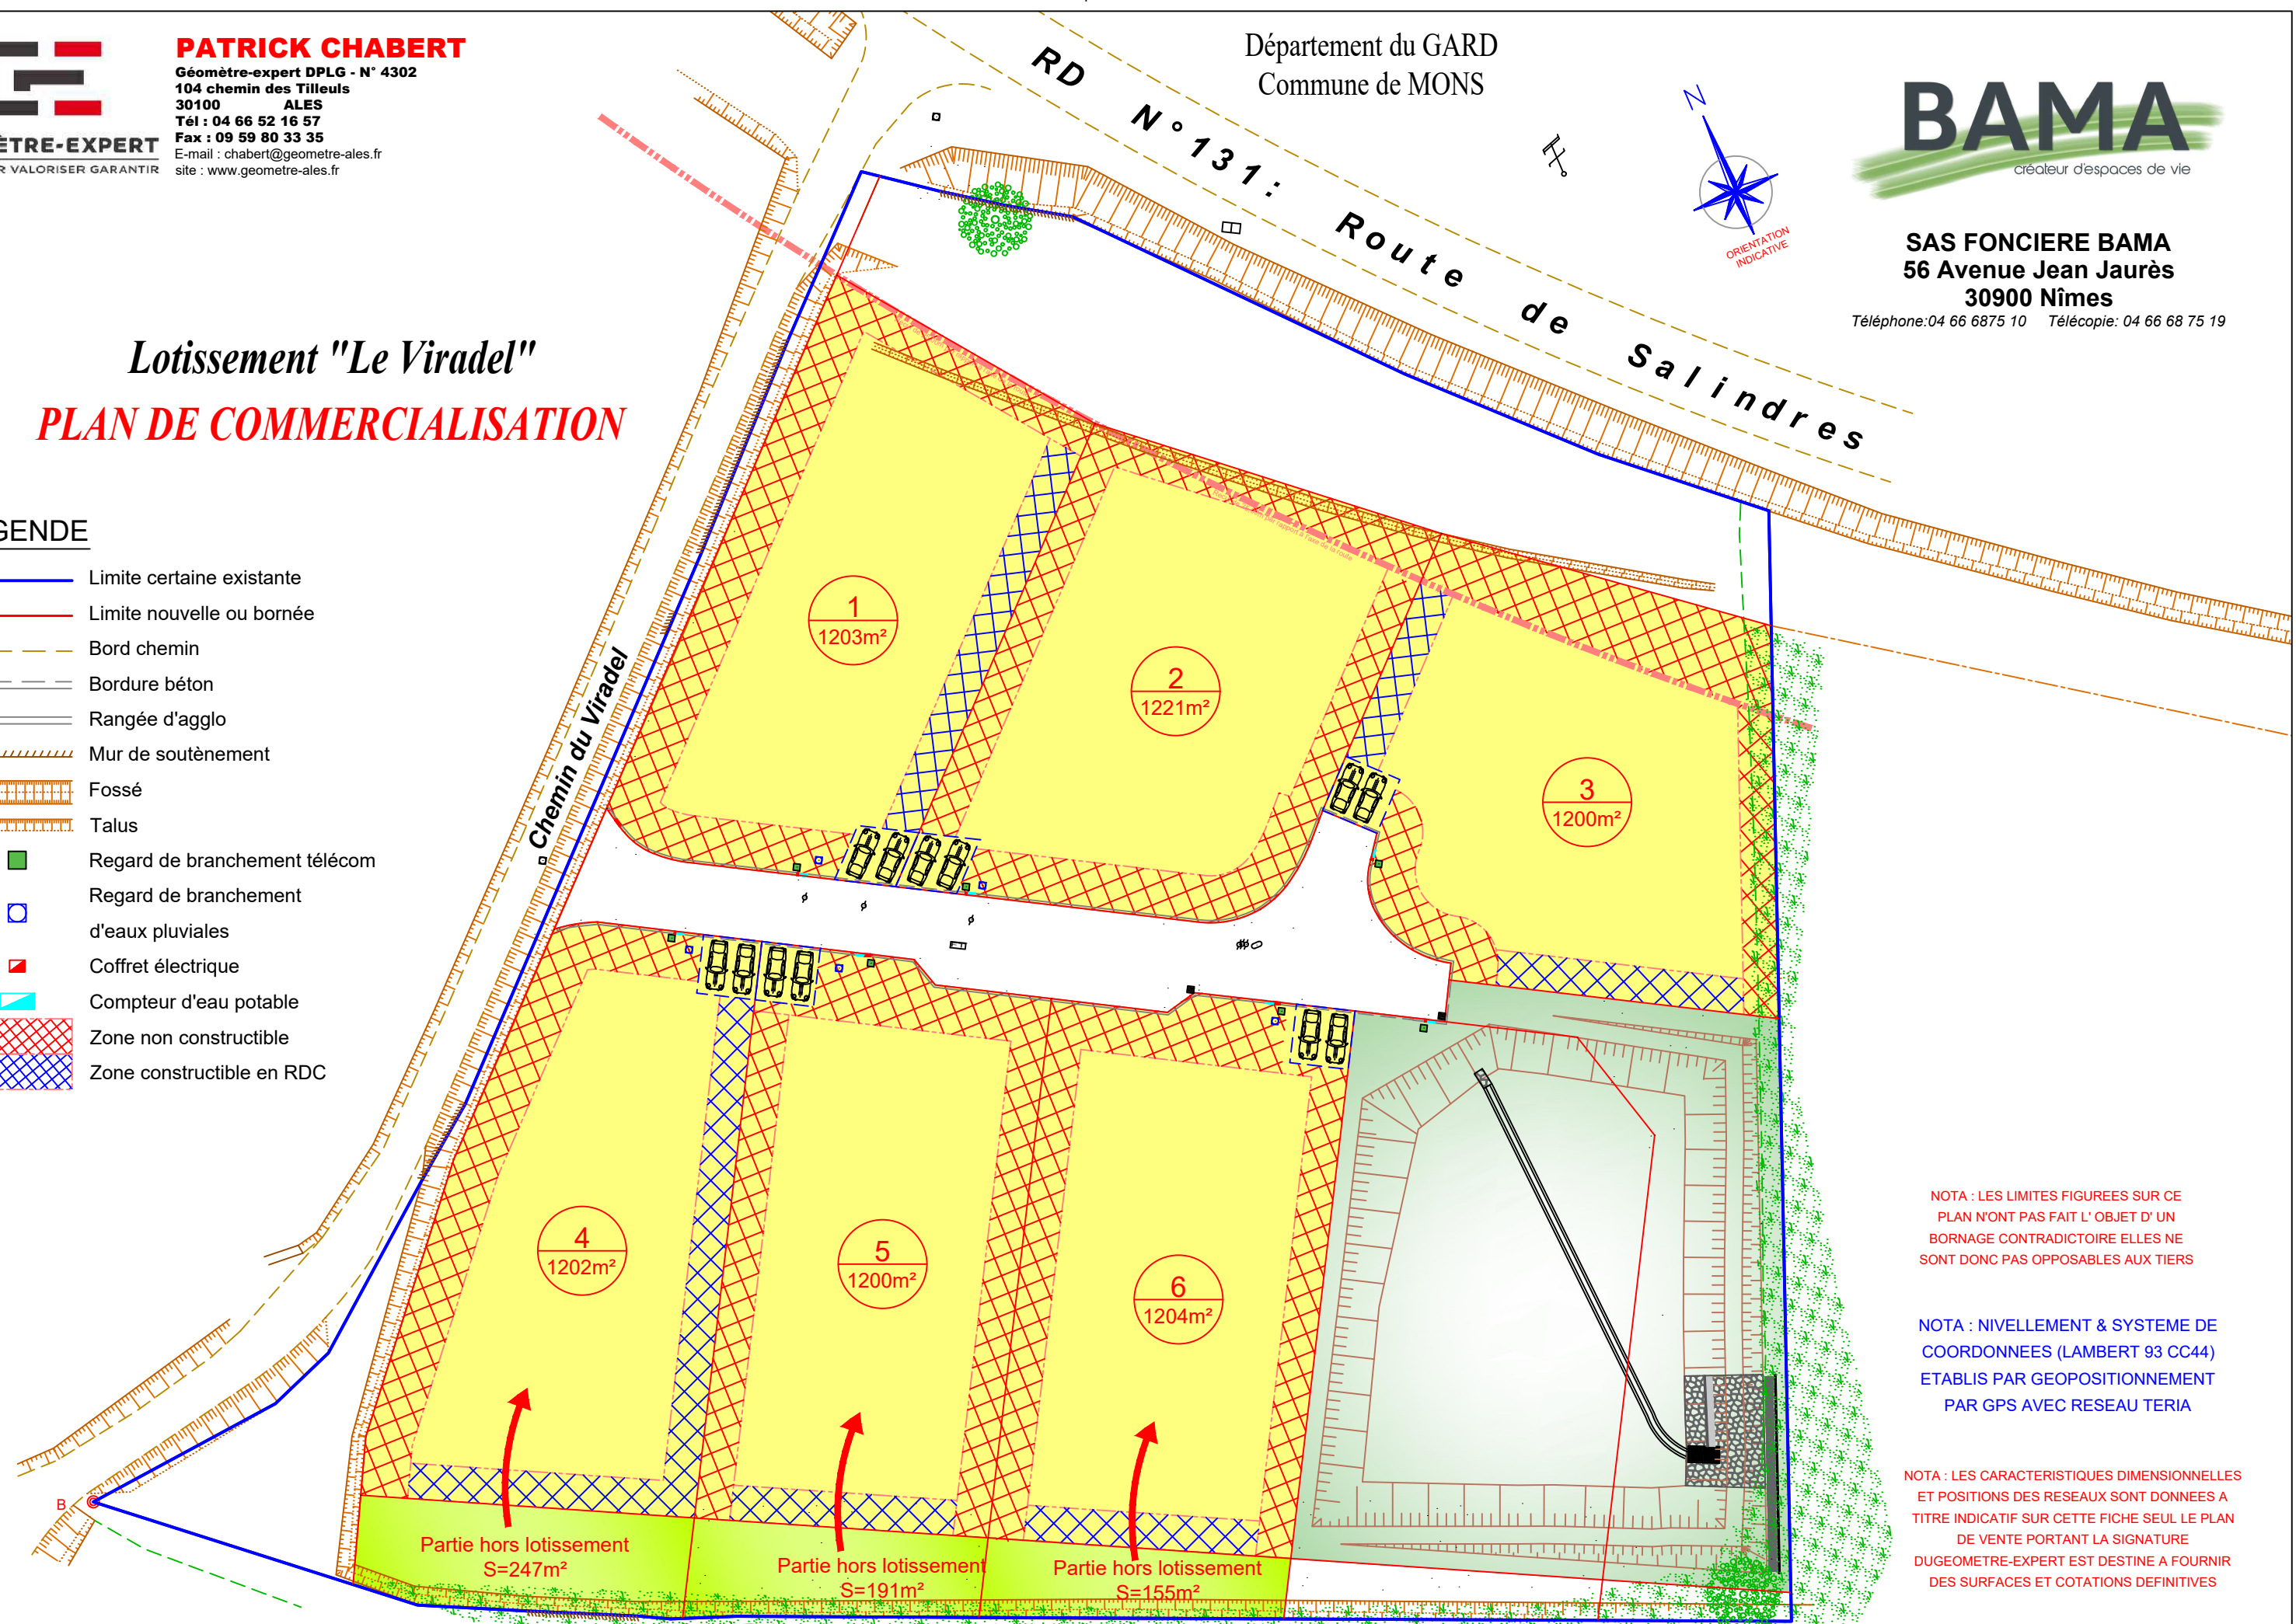 PATRICK CHABERT
Géomètre-expert DPLG - N° 4302
104 chemin des Tilleuls
30100 ALES
Tél : 04 66 52 16 57
Fax : 09 59 80 33 35
E-mail : chabert@geometre-ales.fr
site : www.geometre-ales.fr
ÈTRE-EXPERT
R VALORISER GARANTIR
Département du GARD
Commune de MONS
RD N°131: Route de Salindres
N
ORIENTATION
INDICATIVE
BAMA
créateur d'espaces de vie
SAS FONCIERE BAMA
56 Avenue Jean Jaurès
30900 Nîmes
Téléphone:04 66 6875 10 Télécopie: 04 66 68 75 19
Lotissement "Le Viradel"
PLAN DE COMMERCIALISATION
GENDE
Limite certaine existante
Limite nouvelle ou bornée
Bord chemin
Bordure béton
Rangée d'agglo
Mur de soutènement
Fossé
Talus
Regard de branchement télécom
Regard de branchement
d'eaux pluviales
Coffret électrique
Compteur d'eau potable
Zone non constructible
Zone constructible en RDC
Chemin du Viradel
1
1203m²
2
1221m²
3
1200m²
4
1202m²
5
1200m²
6
1204m²
Partie hors lotissement
S=247m²
Partie hors lotissement
S=191m²
Partie hors lotissement
S=155m²
B
NOTA : LES LIMITES FIGUREES SUR CE
PLAN N'ONT PAS FAIT L' OBJET D' UN
BORNAGE CONTRADICTOIRE ELLES NE
SONT DONC PAS OPPOSABLES AUX TIERS
NOTA : NIVELLEMENT & SYSTEME DE
COORDONNEES (LAMBERT 93 CC44)
ETABLIS PAR GEOPOSITIONNEMENT
PAR GPS AVEC RESEAU TERIA
NOTA : LES CARACTERISTIQUES DIMENSIONNELLES
ET POSITIONS DES RESEAUX SONT DONNEES A
TITRE INDICATIF SUR CETTE FICHE SEUL LE PLAN
DE VENTE PORTANT LA SIGNATURE
DUGEOMETRE-EXPERT EST DESTINE A FOURNIR
DES SURFACES ET COTATIONS DEFINITIVES